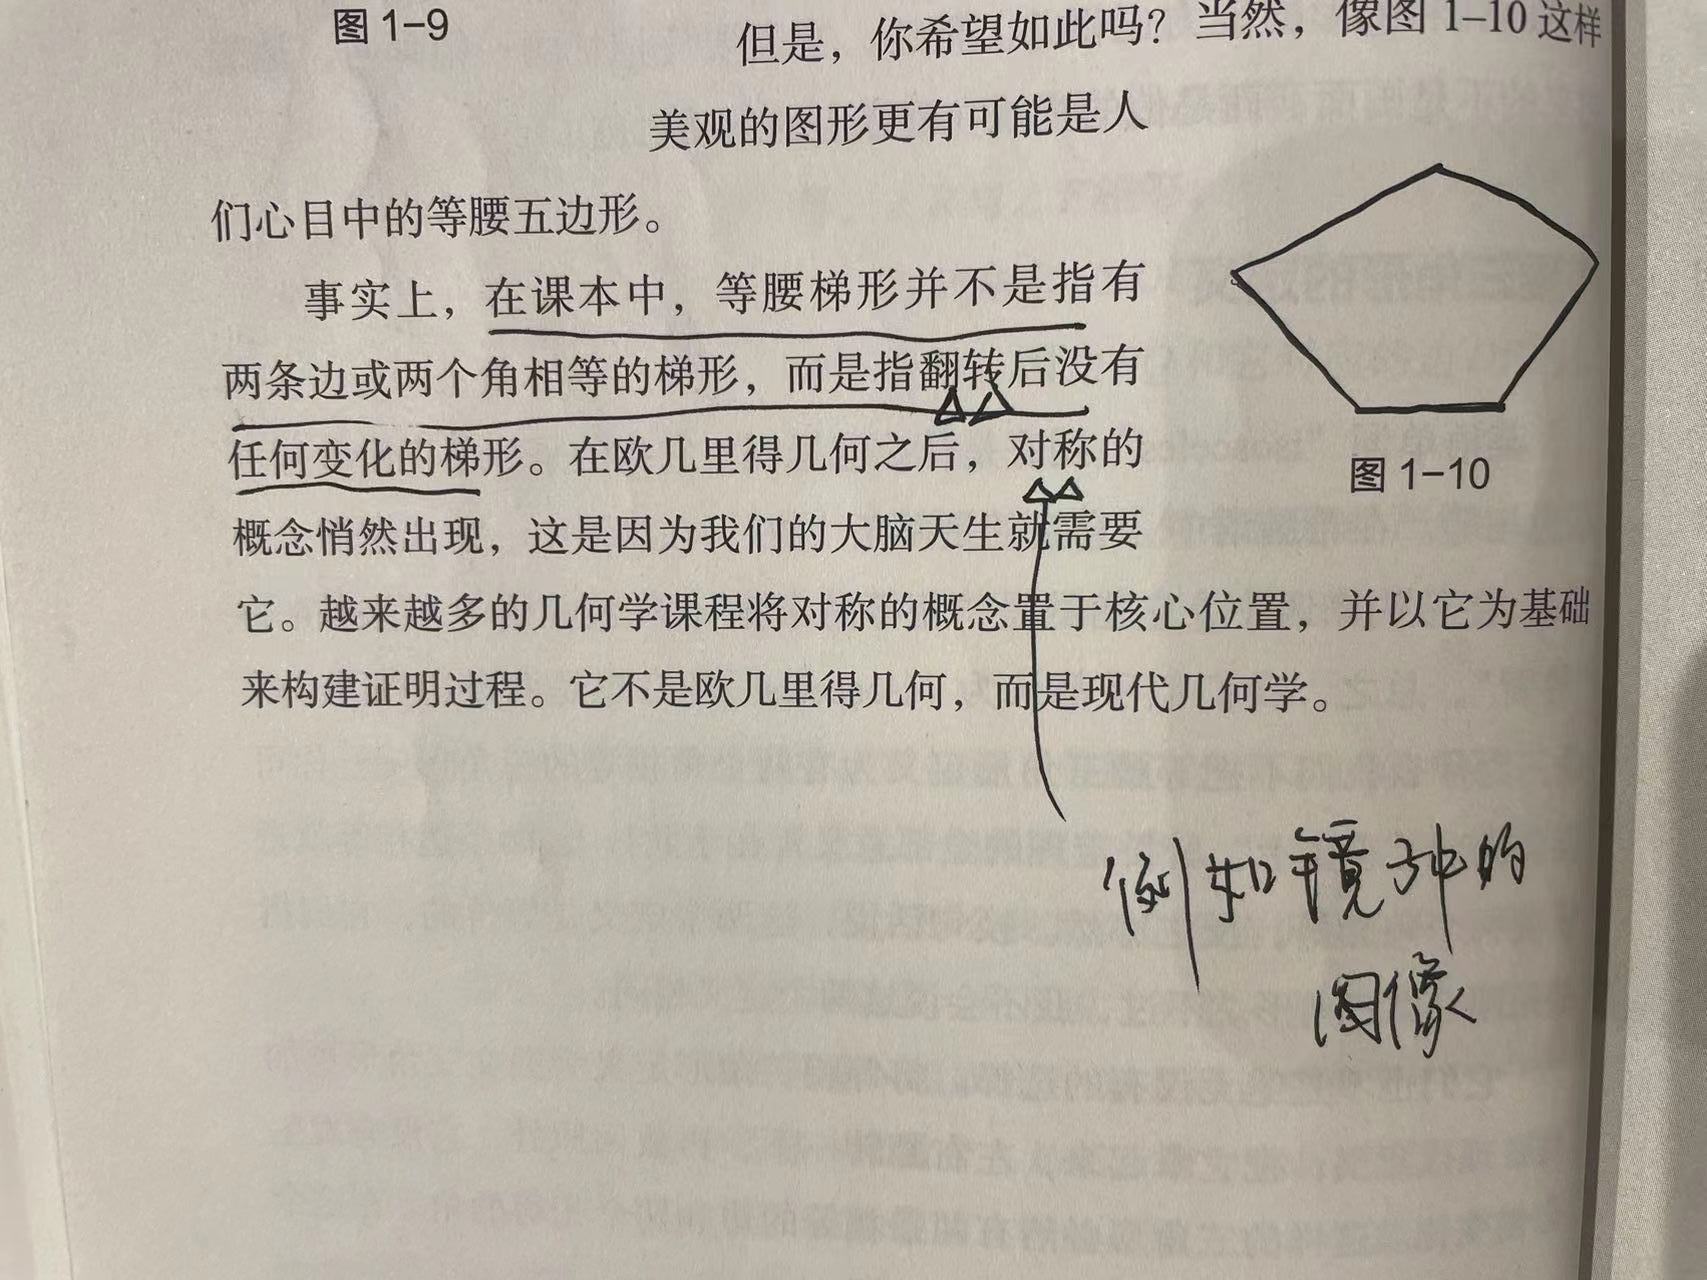 图 1-9
但是，你希望如此吗？当然，像图 1-10 这样
美观的图形更有可能是人
们心目中的等腰五边形。
事实上，在课本中，等腰梯形并不是指有
两条边或两个角相等的梯形，而是指翻转后没有
任何变化的梯形。在欧几里得几何之后，对称的
概念悄然出现，这是因为我们的大脑天生就需要
它。越来越多的几何学课程将对称的概念置于核心位置，并以它为基础
来构建证明过程。它不是欧几里得几何，而是现代几何学。
图 1-10
例如镜子中的
图像